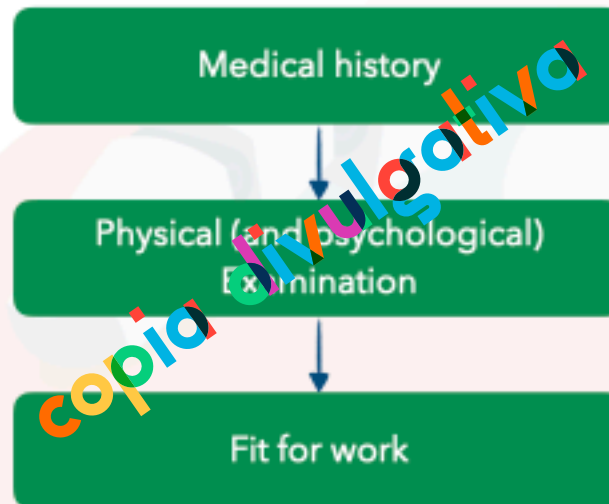 Medical history
Physical (and psychological)
Examination
Fit for work
copia divulgativa